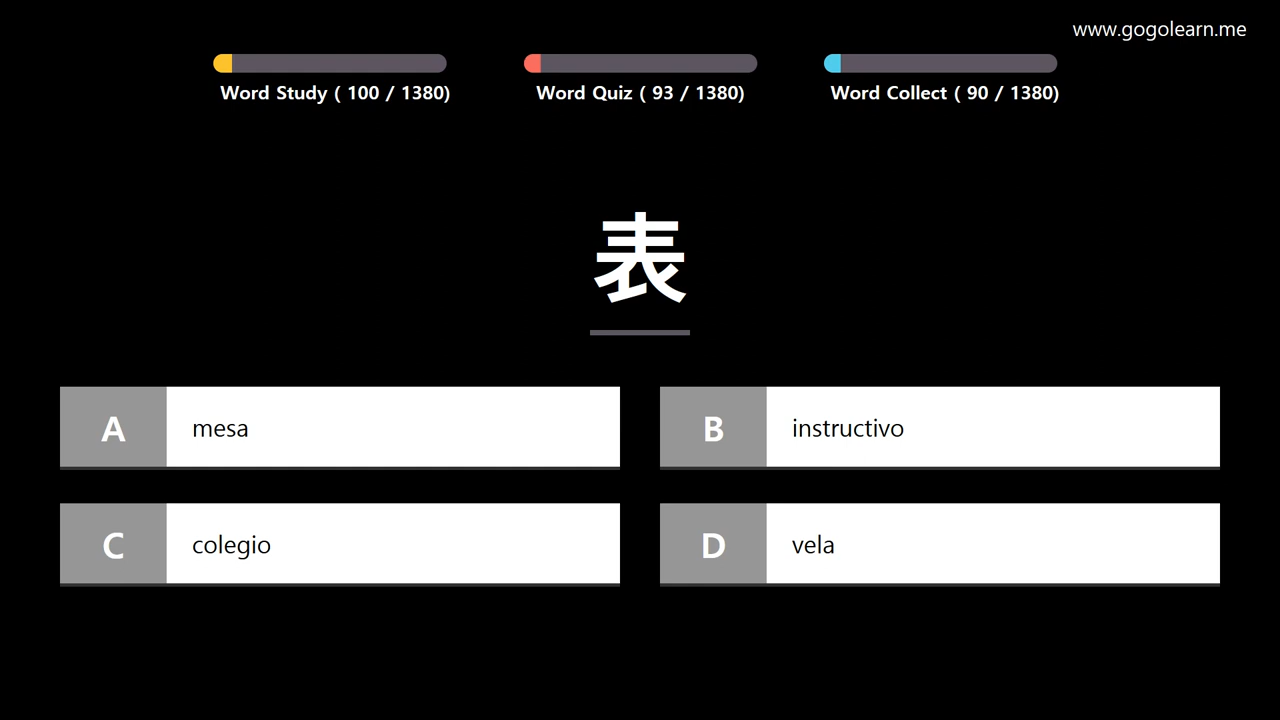 www.gogolearn.me
Word Study ( 100 / 1380)
Word Quiz ( 93 / 1380)
Word Collect ( 90 / 1380)
表
A mesa
B instructivo
C colegio
D vela